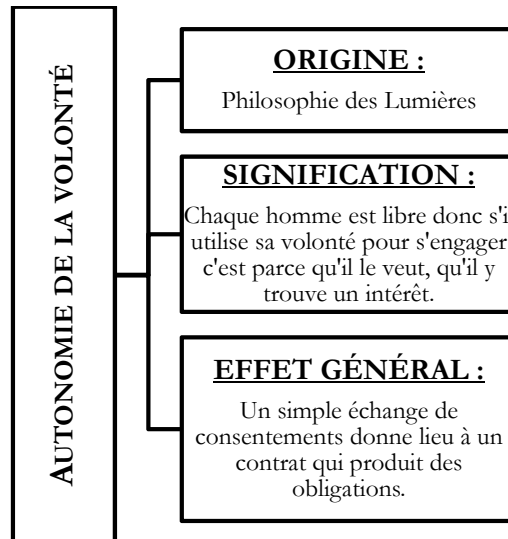 AUTONOMIE DE LA VOLONTÉ
ORIGINE :
Philosophie des Lumières
SIGNIFICATION :
Chaque homme est libre donc s'i
utilise sa volonté pour s'engager
c'est parce qu'il le veut, qu'il y
trouve un intérêt.
EFFET GÉNÉRAL :
Un simple échange de
consentements donne lieu à un
contrat qui produit des
obligations.